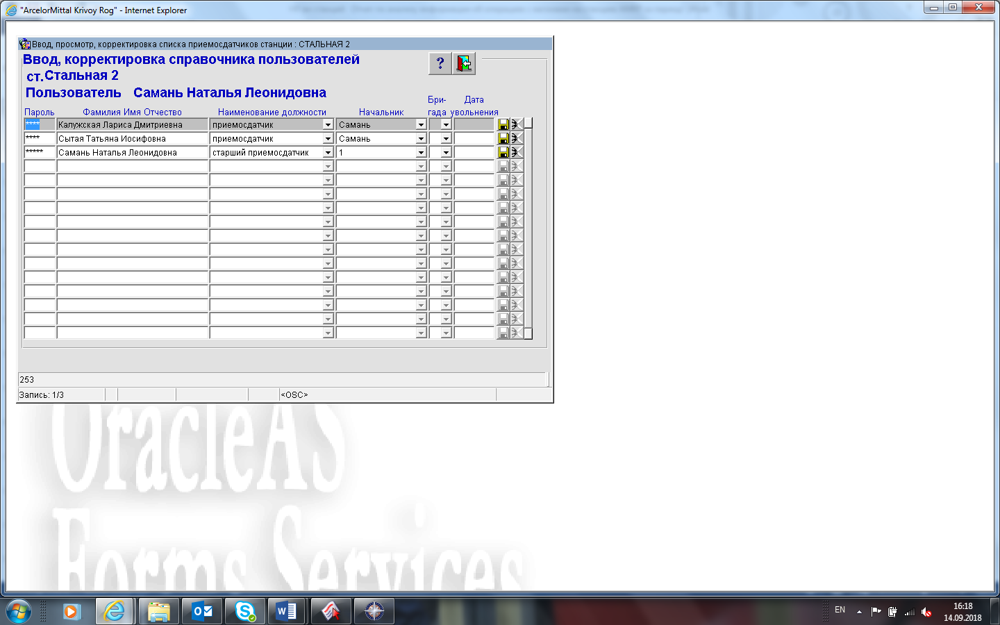 "ArcelorMittal Krivoy Rog" - Internet Explorer
Ввод, просмотр, корректировка списка приемосдатчиков станции : СТАЛЬНАЯ 2
Ввод, корректировка справочника пользователей
ст.Стальная 2
?
Пользователь Самань Наталья Леонидовна
Бри- Дата
Пароль Фамилия Имя Отчество Наименование должности Начальник гада увольнения
**** Калужская Лариса Дмитриевна приемосдатчик Самань
**** Сытая Татьяна Иосифовна приемосдатчик Самань
***** Самань Наталья Леонидовна старший приемосдатчик 1
253
Запись: 1/3 <OSC>
OracleAS
Forms Services
EN 16:18
14.09.2018